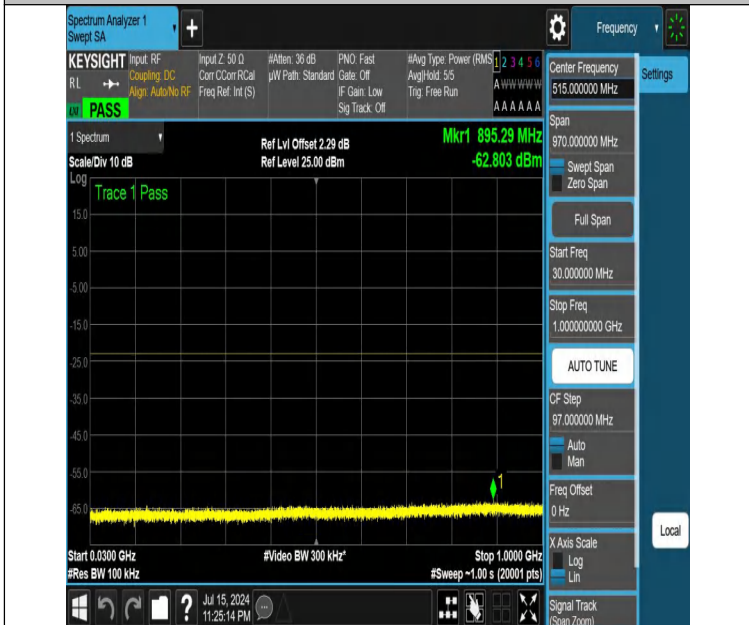 Spectrum Analyzer 1
Swept SA
Frequency
KEYSIGHT
RL
PASS
Input: RF
Coupling: DC
Align: Auto/No RF
Input Z: 50 Ω
Corr CCorr RCal
Freq Ref: Int (S)
#Atten: 36 dB
µW Path: Standard
PNO: Fast
Gate: Off
IF Gain: Low
Sig Track: Off
#Avg Type: Power (RMS
Avg|Hold: 5/5
Trig: Free Run
1 2 3 4 5 6
A W W W W W
A A A A A A
1 Spectrum
Scale/Div 10 dB
Log
Ref Lvl Offset 2.29 dB
Ref Level 25.00 dBm
Mkr1 895.29 MHz
-62.803 dBm
Trace 1 Pass
15.0
5.00
-5.00
-15.0
-25.0
-35.0
-45.0
-55.0
-65.0
1
Start 0.0300 GHz
#Res BW 100 kHz
#Video BW 300 kHz*
Stop 1.0000 GHz
#Sweep ~1.00 s (20001 pts)
Jul 15, 2024
11:25:14 PM
Center Frequency
515.000000 MHz
Span
970.000000 MHz
Swept Span
Zero Span
Full Span
Start Freq
30.000000 MHz
Stop Freq
1.000000000 GHz
AUTO TUNE
CF Step
97.000000 MHz
Auto
Man
Freq Offset
0 Hz
X Axis Scale
Log
Lin
Signal Track
(Span Zoom)
Settings
Local